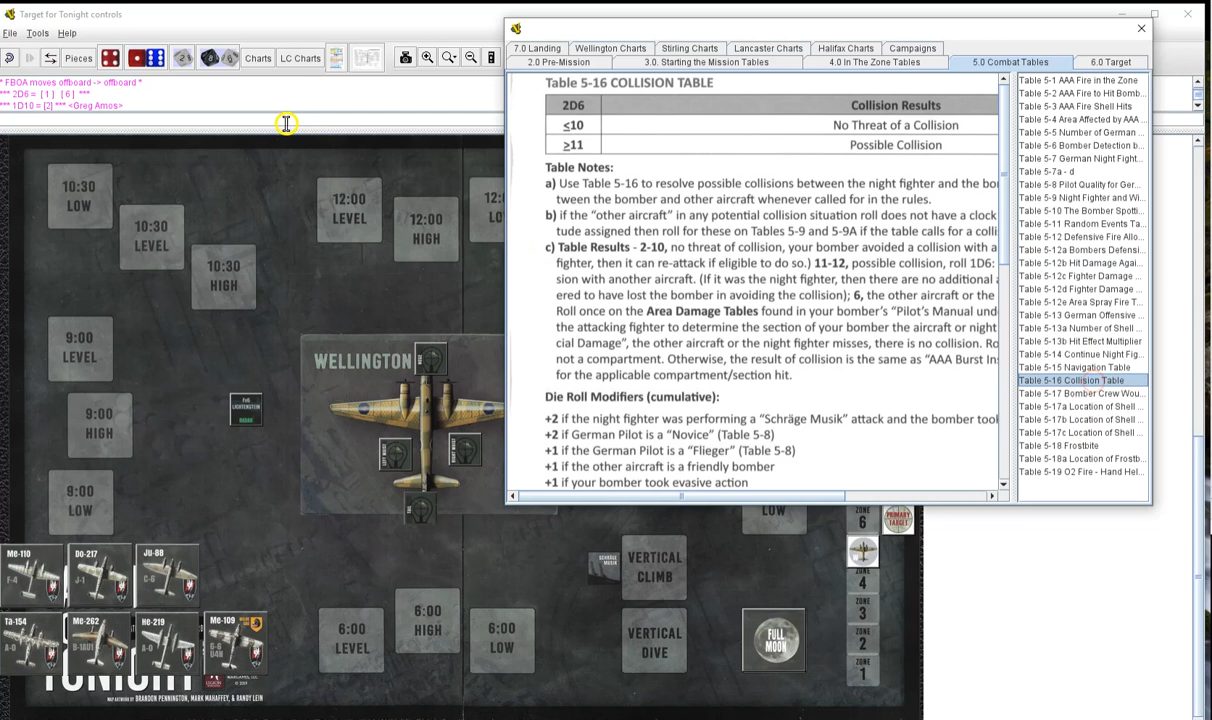 Target for Tonight controls
File Tools Help
Pieces
Charts
LC Charts
* FBOA moves offboard -> offboard *
*** 2D6 = [ 1 ] [ 6 ] ***
*** 1D10 = [2] *** <Greg Amos>
7.0 Landing
Wellington Charts
Stirling Charts
Lancaster Charts
Halifax Charts
Campaigns
2.0 Pre-Mission
3.0. Starting the Mission Tables
4.0 In The Zone Tables
5.0 Combat Tables
6.0 Target
Table 5-16 COLLISION TABLE
2D6 Collision Results
≤10 No Threat of a Collision
≥11 Possible Collision
Table Notes:
a) Use Table 5-16 to resolve possible collisions between the night fighter and the
tween the bomber and other aircraft whenever called for in the rules.
b) if the “other aircraft” in any potential collision situation roll does not have a clock
tude assigned then roll for these on Tables 5-9 and 5-9A if the table calls for a
c) Table Results - 2-10, no threat of collision, your bomber avoided a collision with a
fighter, then it can re-attack if eligible to do so.) 11-12, possible collision, roll 1D6:
sion with another aircraft. (If it was the night fighter, then there are no additional
ered to have lost the bomber in avoiding the collision); 6, the other aircraft or the
Roll once on the Area Damage Tables found in your bomber’s “Pilot’s Manual
the attacking fighter to determine the section of your bomber the aircraft or night
cial Damage”, the other aircraft or the night fighter misses, there is no collision.
not a compartment. Otherwise, the result of collision is the same as “AAA Burst
for the applicable compartment/section hit.
Die Roll Modifiers (cumulative):
+2 if the night fighter was performing a “Schräge Musik” attack and the bomber took
+2 if German Pilot is a “Novice” (Table 5-8)
+1 if the German Pilot is a “Flieger” (Table 5-8)
+1 if the other aircraft is a friendly bomber
+1 if your bomber took evasive action
Table 5-1 AAA Fire in the Zone
Table 5-2 AAA Fire to Hit Bomb...
Table 5-3 AAA Fire Shell Hits
Table 5-4 Area Affected by AAA ...
Table 5-5 Number of German ...
Table 5-6 Bomber Detection b...
Table 5-7 German Night Fight...
Table 5-7a - d
Table 5-8 Pilot Quality for Ger...
Table 5-9 Night Fighter and Wi...
Table 5-10 The Bomber Spotti...
Table 5-11 Random Events Ta...
Table 5-12 Defensive Fire Allo...
Table 5-12a Bombers Defensi...
Table 5-12b Hit Damage Agai...
Table 5-12c Fighter Damage ...
Table 5-12d Fighter Damage ...
Table 5-12e Area Spray Fire T...
Table 5-13 German Offensive ...
Table 5-13a Number of Shell ...
Table 5-13b Hit Effect Multiplier
Table 5-14 Continue Night Fig...
Table 5-15 Navigation Table
Table 5-16 Collision Table
Table 5-17 Bomber Crew Wou...
Table 5-17a Location of Shell ...
Table 5-17b Location of Shell ...
Table 5-17c Location of Shell ...
Table 5-18 Frostbite
Table 5-18a Location of Frostb...
Table 5-19 O2 Fire - Hand Hel...
10:30
LOW
10:30
LEVEL
10:30
HIGH
12:00
LEVEL
12:00
HIGH
9:00
LEVEL
9:00
HIGH
9:00
LOW
WELLINGTON
LICHTENSTEIN
LOW
Me-110
F-4
Do-217
J-1
Ju-88
C-6
Ta-154
A-0
Me-262
B-1AU1
He-219
A-0
Me-109
G-6
U4N
6:00
LEVEL
6:00
HIGH
6:00
LOW
SCHRÄGE
MUSIK
VERTICAL
CLIMB
VERTICAL
DIVE
FULL
MOON
ZONE
6
PRIMARY
TARGET
4
ZONE
3
ZONE
2
ZONE
1
TONIGHT
MAP ARTWORK BY BRANDON PENNINGTON, MARK MAHAFFEY, & RANDY LEIN